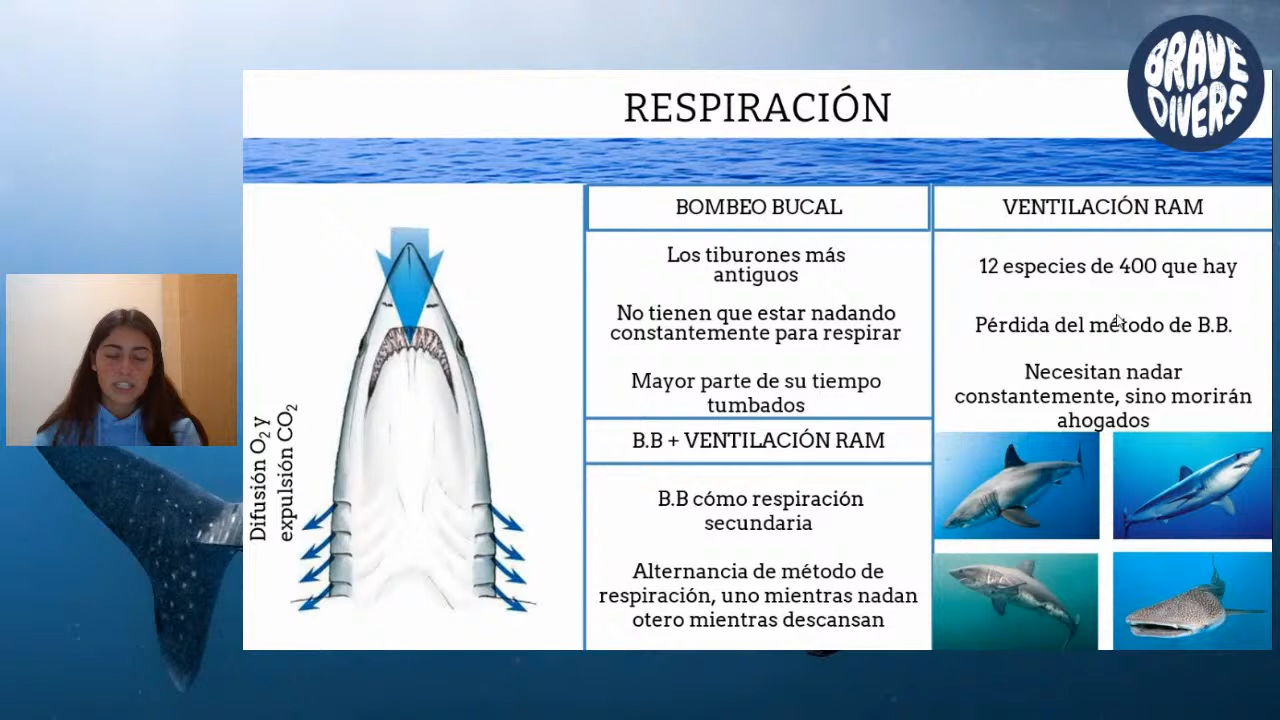 BRAVE
DIVERS
RESPIRACIÓN
Difusión O2 y
expulsión CO2
BOMBEO BUCAL
Los tiburones más
antiguos
No tienen que estar nadando
constantemente para respirar
Mayor parte de su tiempo
tumbados
B.B + VENTILACIÓN RAM
B.B cómo respiración
secundaria
Alternancia de método de
respiración, uno mientras nadan
otero mientras descansan
VENTILACIÓN RAM
12 especies de 400 que hay
Pérdida del método de B.B.
Necesitan nadar
constantemente, sino morirán
ahogados